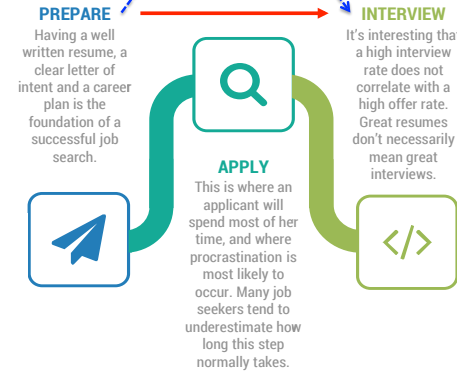 PREPARE
Having a well
written resume, a
clear letter of
intent and a career
plan is the
foundation of a
successful job
search.
APPLY
This is where an
applicant will
spend most of her
time, and where
procrastination is
most likely to
occur. Many job
seekers tend to
underestimate how
long this step
normally takes.
INTERVIEW
It's interesting that
a high interview
rate does not
correlate with a
high offer rate.
Great resumes
don't necessarily
mean great
interviews.